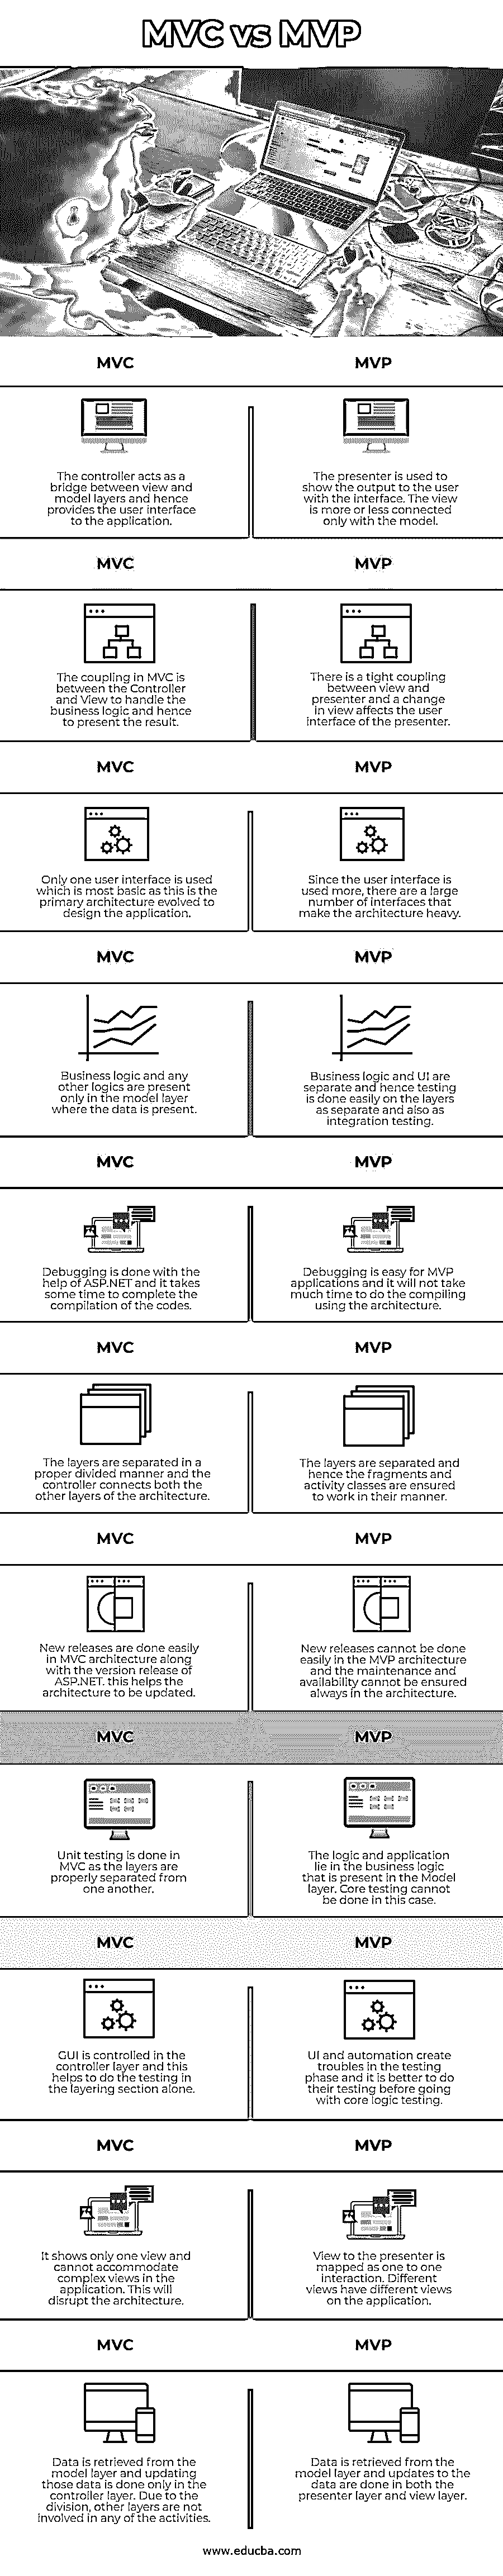 MVC vs MVP
MVC
MVP
The controller acts as a
bridge between view and
model layers and hence
provides the user interface
to the application.
The presenter is used to
show the output to the user
with the interface. The view
is more or less connected
only with the model.
MVC
MVP
The coupling in MVC is
between the Controller
and View to handle the
business logic and hence
to present the result.
There is a tight coupling
between view and
presenter and a change
in view affects the user
interface of the presenter.
MVC
MVP
Only one user interface is used
which is most basic as this is the
primary architecture evolved to
design the application.
Since the user interface is
used more, there are a large
number of interfaces that
make the architecture heavy.
MVC
MVP
Business logic and any
other logics are present
only in the model layer
where the data is present.
Business logic and UI are
separate and hence testing
is done easily on the layers
as separate and also as
integration testing.
MVC
MVP
Debugging is done with the
help of ASP.NET and it takes
some time to complete the
compilation of the codes.
Debugging is easy for MVP
applications and it will not take
much time to do the compiling
using the architecture.
MVC
MVP
The layers are separated in a
proper divided manner and the
controller connects both the
other layers of the architecture.
The layers are separated and
hence the fragments and
activity classes are ensured
to work in their manner.
MVC
MVP
New releases are done easily
in MVC architecture along
with the version release of
ASP.NET. this helps the
architecture to be updated.
New releases cannot be done
easily in the MVP architecture
and the maintenance and
availability cannot be ensured
always in the architecture.
MVC
MVP
Unit testing is done in
MVC as the layers are
properly separated from
one another.
The logic and application
lie in the business logic
that is present in the Model
layer. Core testing cannot
be done in this case.
MVC
MVP
GUI is controlled in the
controller layer and this
helps to do the testing in
the layering section alone.
UI and automation create
troubles in the testing
phase and it is better to do
their testing before going
with core logic testing.
MVC
MVP
It shows only one view and
cannot accommodate
complex views in the
application. This will
disrupt the architecture.
View to the presenter is
mapped as one to one
interaction. Different
views have different views
on the application.
MVC
MVP
Data is retrieved from the
model layer and updating
those data is done only in the
controller layer. Due to the
division, other layers are not
involved in any of the activities.
Data is retrieved from the
model layer and updates to the
data are done in both the
presenter layer and view layer.
www.educba.com